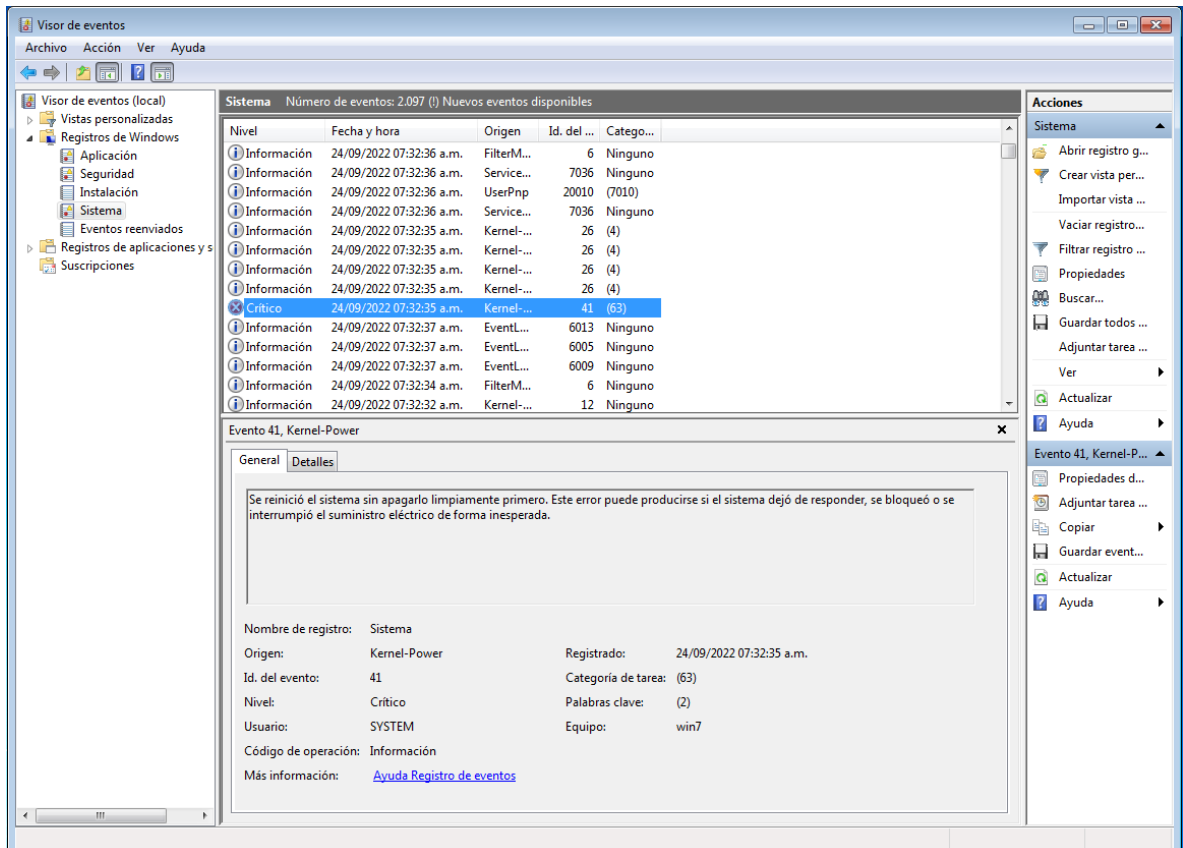 Visor de eventos
Archivo Acción Ver Ayuda
Visor de eventos (local)
Vistas personalizadas
Registros de Windows
Aplicación
Seguridad
Instalación
Sistema
Eventos reenviados
Registros de aplicaciones y s
Suscripciones
Sistema Número de eventos: 2.097 (!) Nuevos eventos disponibles
Nivel Fecha y hora Origen Id. del ... Catego...
Información 24/09/2022 07:32:36 a.m. FilterM... 6 Ninguno
Información 24/09/2022 07:32:36 a.m. Service... 7036 Ninguno
Información 24/09/2022 07:32:36 a.m. UserPnp 20010 (7010)
Información 24/09/2022 07:32:36 a.m. Service... 7036 Ninguno
Información 24/09/2022 07:32:35 a.m. Kernel-... 26 (4)
Información 24/09/2022 07:32:35 a.m. Kernel-... 26 (4)
Información 24/09/2022 07:32:35 a.m. Kernel-... 26 (4)
Información 24/09/2022 07:32:35 a.m. Kernel-... 26 (4)
Crítico 24/09/2022 07:32:35 a.m. Kernel-... 41 (63)
Información 24/09/2022 07:32:37 a.m. EventL... 6013 Ninguno
Información 24/09/2022 07:32:37 a.m. EventL... 6005 Ninguno
Información 24/09/2022 07:32:37 a.m. EventL... 6009 Ninguno
Información 24/09/2022 07:32:34 a.m. FilterM... 6 Ninguno
Información 24/09/2022 07:32:32 a.m. Kernel-... 12 Ninguno
Evento 41, Kernel-Power
General Detalles
Se reinició el sistema sin apagarlo limpiamente primero. Este error puede producirse si el sistema dejó de responder, se bloqueó o se
interrumpió el suministro eléctrico de forma inesperada.
Nombre de registro: Sistema
Origen: Kernel-Power Registrado: 24/09/2022 07:32:35 a.m.
Id. del evento: 41 Categoría de tarea: (63)
Nivel: Crítico Palabras clave: (2)
Usuario: SYSTEM Equipo: win7
Código de operación: Información
Más información: Ayuda Registro de eventos
Acciones
Sistema
Abrir registro g...
Crear vista per...
Importar vista ...
Vaciar registro...
Filtrar registro ...
Propiedades
Buscar...
Guardar todos ...
Adjuntar tarea ...
Ver
Actualizar
Ayuda
Evento 41, Kernel-P...
Propiedades d...
Adjuntar tarea ...
Copiar
Guardar event...
Actualizar
Ayuda